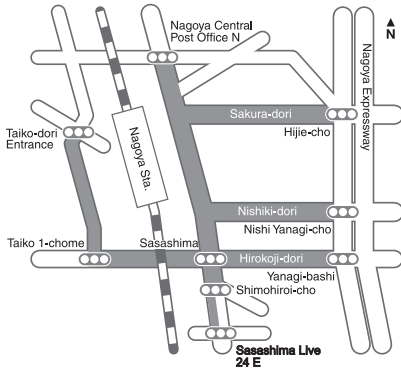 Nagoya Central
Post Office N
N
Nagoya Expressway
Sakura-dori
Hijie-cho
Taiko-dori
Entrance
Nagoya Sta.
Nishiki-dori
Nishi Yanagi-cho
Taiko 1-chome
Sasashima
Hirokoji-dori
Yanagi-bashi
Shimohiroi-cho
Sasashima Live
24 E